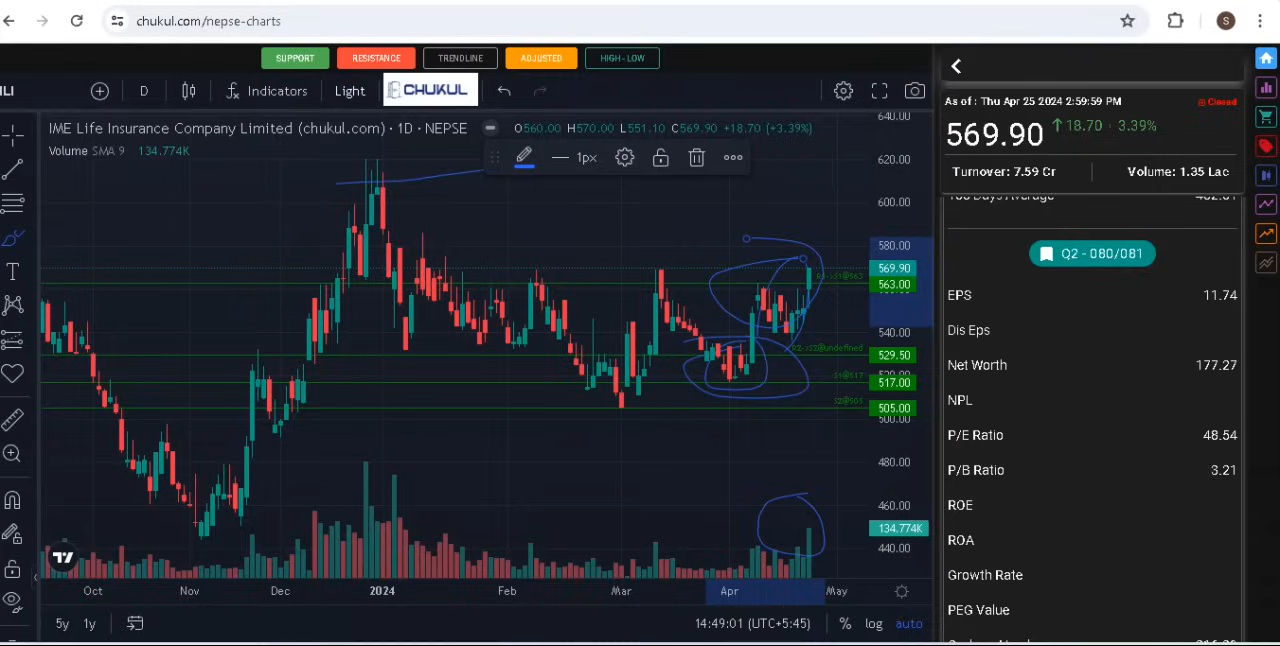 chukul.com/nepse-charts
S
SUPPORT RESISTANCE TRENDLINE ADJUSTED HIGH-LOW
ILI D Indicators Light CHUKUL
IME Life Insurance Company Limited (chukul.com) · 1D · NEPSE O560.00 H570.00 L551.10 C569.90 +18.70 (+3.39%)
Volume SMA 9 134.774K
1px
640.00
620.00
600.00
580.00
569.90
563.00
540.00
529.50
517.00
505.00
500.00
480.00
460.00
134.774K
440.00
S1@517
S2@505
Oct Nov Dec 2024 Feb Mar Apr May
5y 1y 14:49:01 (UTC+5:45) % log auto
As of : Thu Apr 25 2024 2:59:59 PM Closed
569.90 18.70 · 3.39%
Turnover: 7.59 Cr Volume: 1.35 Lac
Q2 - 080/081
EPS 11.74
Dis Eps
Net Worth 177.27
NPL
P/E Ratio 48.54
P/B Ratio 3.21
ROE
ROA
Growth Rate
PEG Value